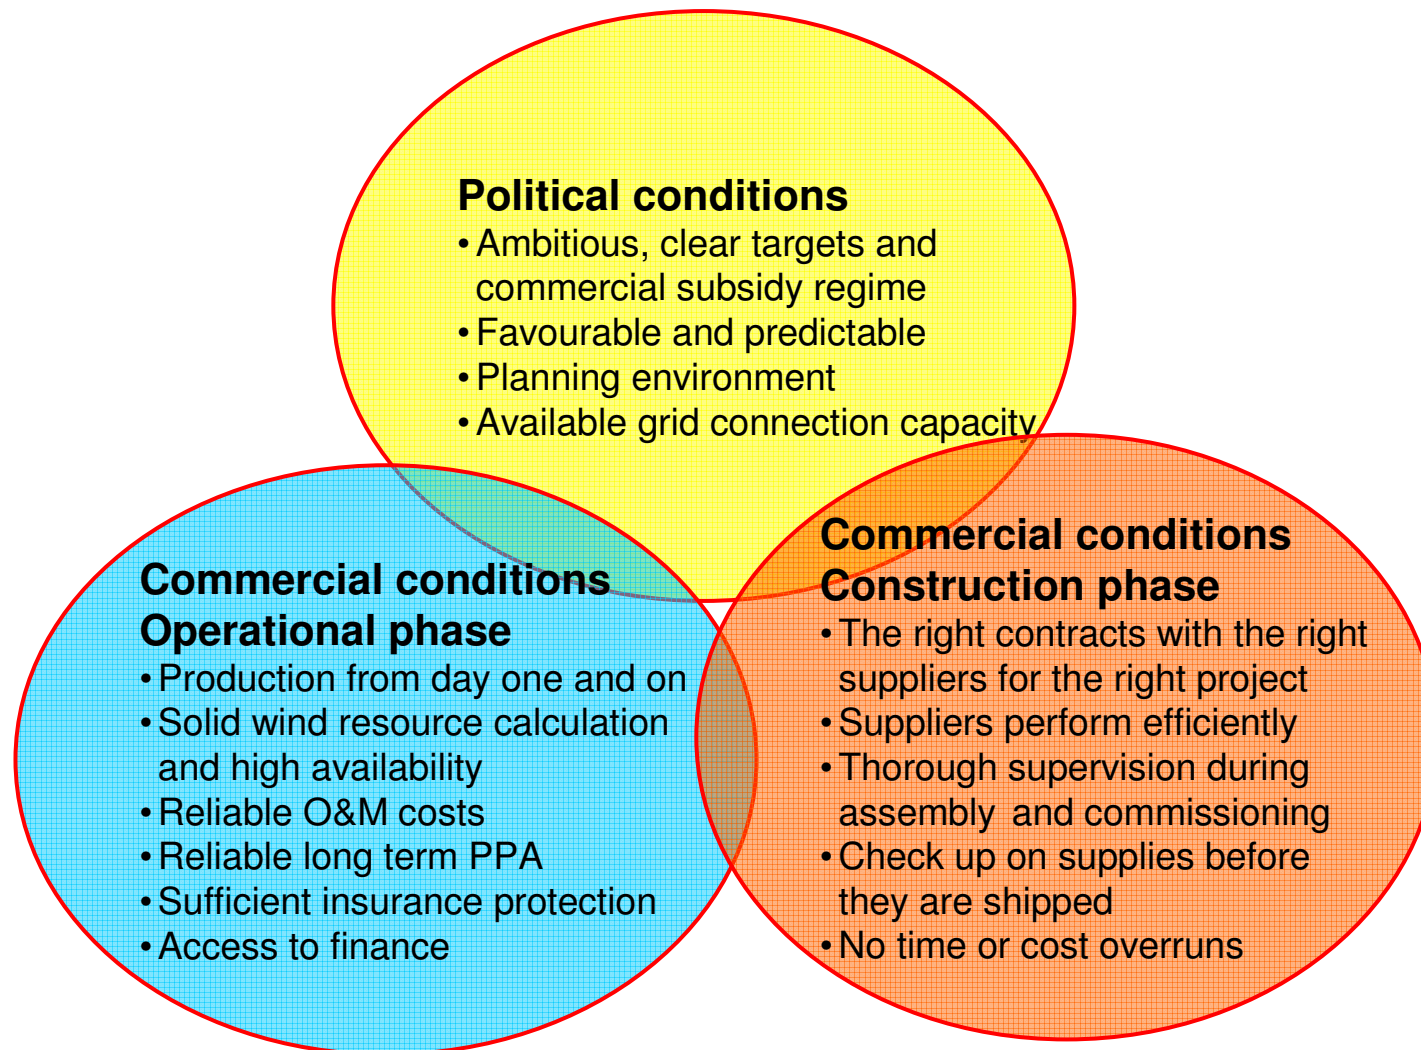 Political conditions
• Ambitious, clear targets and
commercial subsidy regime
• Favourable and predictable
• Planning environment
• Available grid connection capacity
Commercial conditions
Operational phase
• Production from day one and on
• Solid wind resource calculation
and high availability
• Reliable O&M costs
• Reliable long term PPA
• Sufficient insurance protection
• Access to finance
Commercial conditions
Construction phase
• The right contracts with the right
suppliers for the right project
• Suppliers perform efficiently
• Thorough supervision during
assembly and commissioning
• Check up on supplies before
they are shipped
• No time or cost overruns